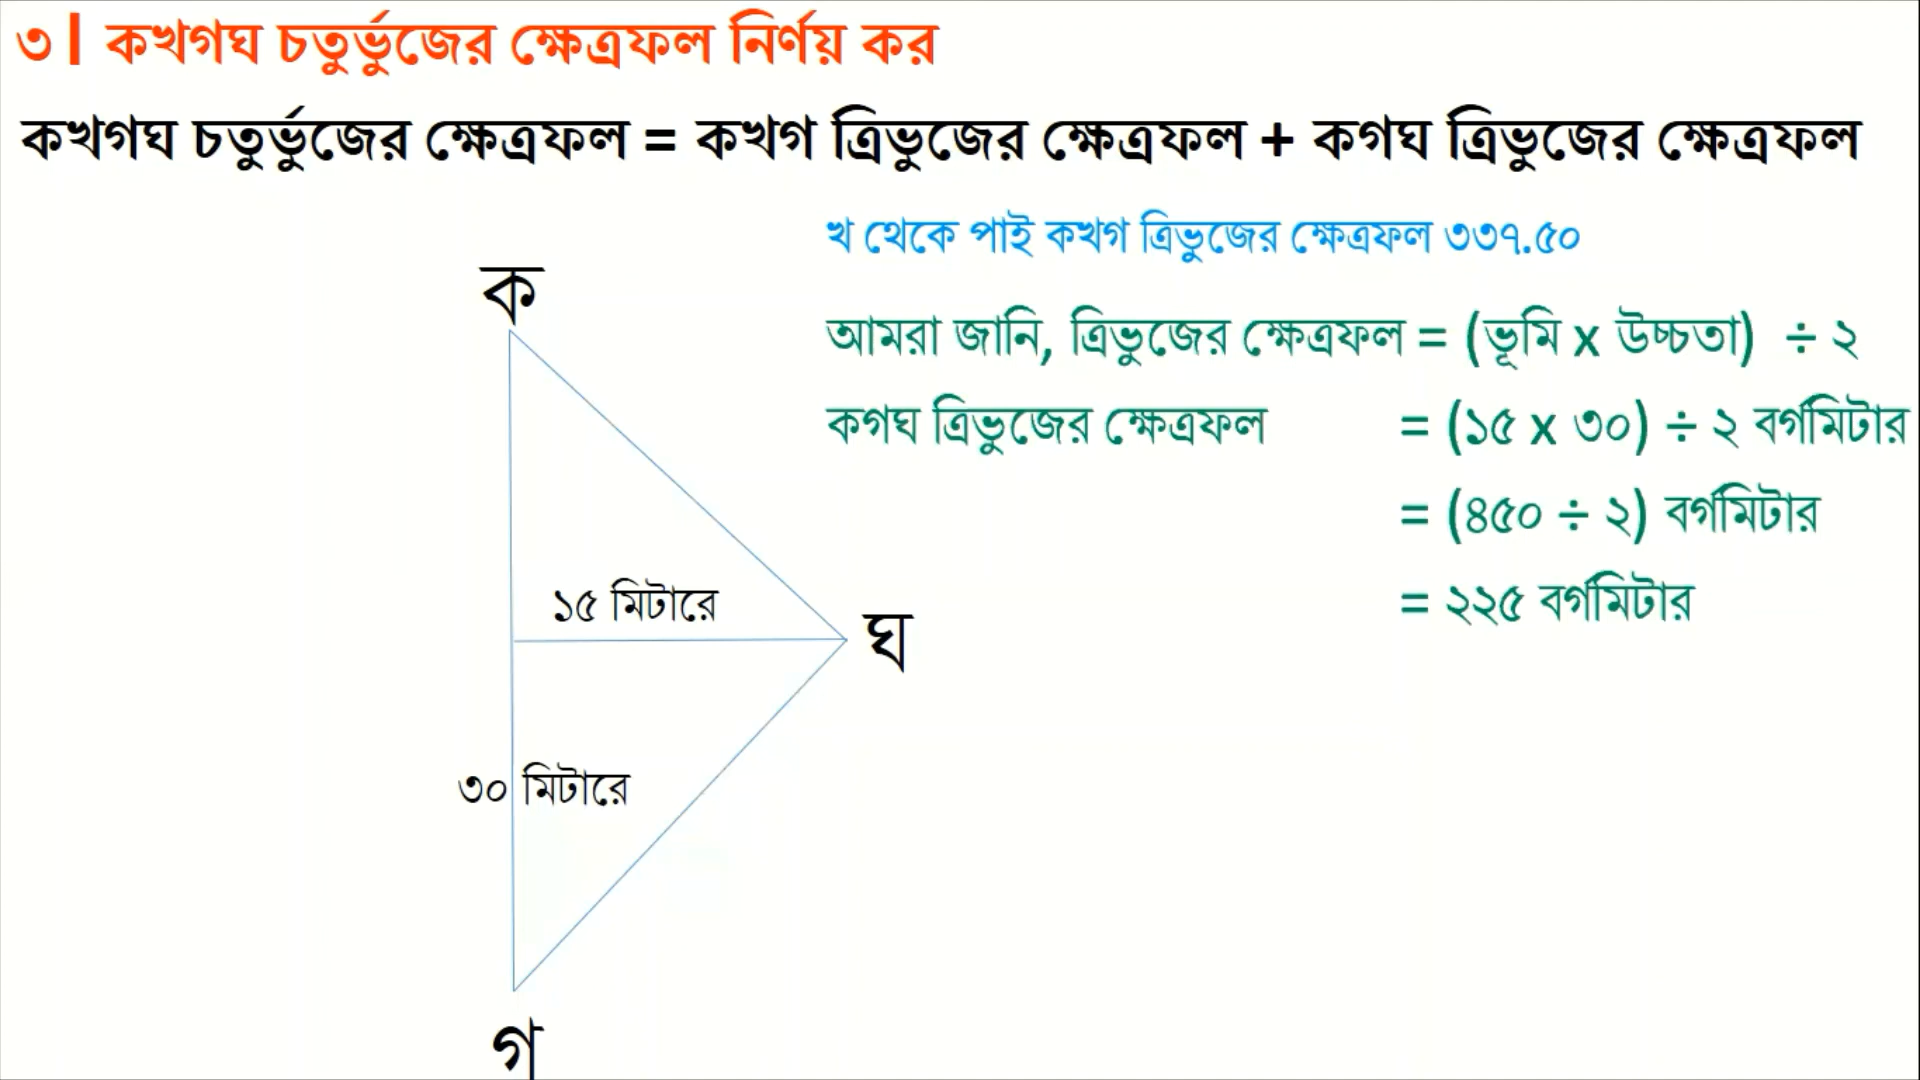 ৩। কখগঘ চতুর্ভুজের ক্ষেত্রফল নির্ণয় কর
কখগঘ চতুর্ভুজের ক্ষেত্রফল = কখগ ত্রিভুজের ক্ষেত্রফল + কগঘ ত্রিভুজের ক্ষেত্রফল
খ থেকে পাই কখগ ত্রিভুজের ক্ষেত্রফল ৩৩৭.৫০
ক
আমরা জানি, ত্রিভুজের ক্ষেত্রফল = (ভূমি x উচ্চতা) ÷ ২
কগঘ ত্রিভুজের ক্ষেত্রফল = (১৫ x ৩০) ÷ ২ বর্গমিটার
= (৪৫০ ÷ ২) বর্গমিটার
= ২২৫ বর্গমিটার
১৫ মিটারে
ঘ
৩০ মিটারে
গ